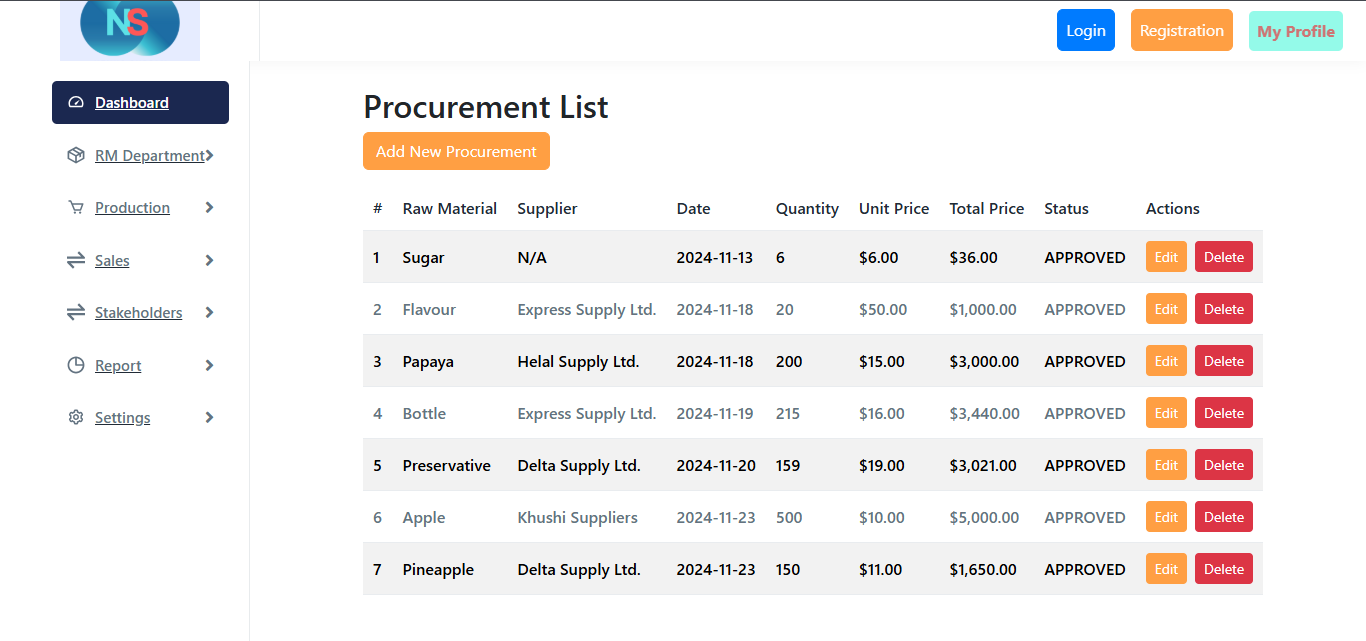 NS
Login Registration My Profile
Dashboard
RM Department
Production
Sales
Stakeholders
Report
Settings
Procurement List
Add New Procurement
# Raw Material Supplier Date Quantity Unit Price Total Price Status Actions
1 Sugar N/A 2024-11-13 6 $6.00 $36.00 APPROVED Edit Delete
2 Flavour Express Supply Ltd. 2024-11-18 20 $50.00 $1,000.00 APPROVED Edit Delete
3 Papaya Helal Supply Ltd. 2024-11-18 200 $15.00 $3,000.00 APPROVED Edit Delete
4 Bottle Express Supply Ltd. 2024-11-19 215 $16.00 $3,440.00 APPROVED Edit Delete
5 Preservative Delta Supply Ltd. 2024-11-20 159 $19.00 $3,021.00 APPROVED Edit Delete
6 Apple Khushi Suppliers 2024-11-23 500 $10.00 $5,000.00 APPROVED Edit Delete
7 Pineapple Delta Supply Ltd. 2024-11-23 150 $11.00 $1,650.00 APPROVED Edit Delete